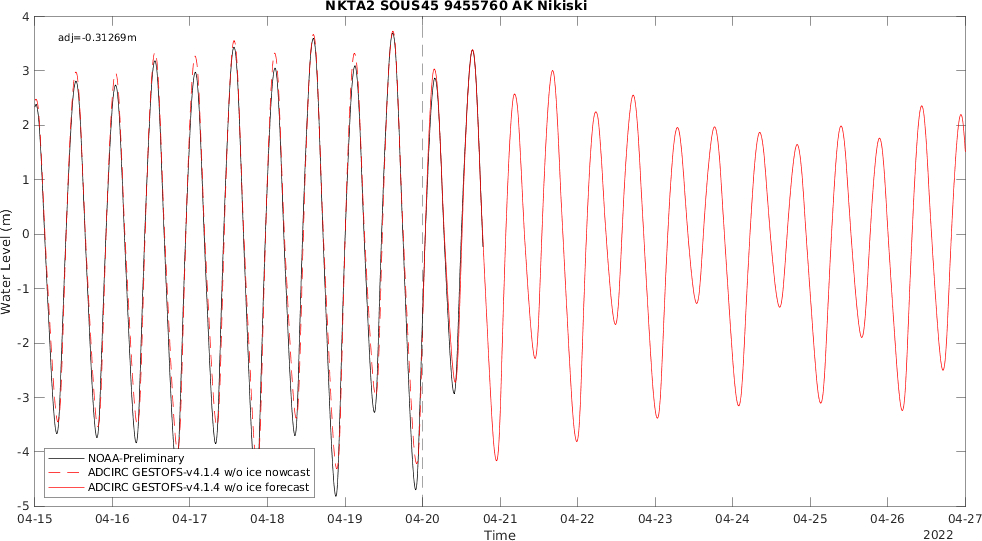 NKTA2 SOUS45 9455760 AK Nikiski
adj=-0.31269m
4
3
2
1
0
-1
-2
-3
-4
-5
Water Level (m)
NOAA-Preliminary
ADCIRC GESTOFS-v4.1.4 w/o ice nowcast
ADCIRC GESTOFS-v4.1.4 w/o ice forecast
04-15 04-16 04-17 04-18 04-19 04-20 04-21 04-22 04-23 04-24 04-25 04-26 04-27
Time
2022